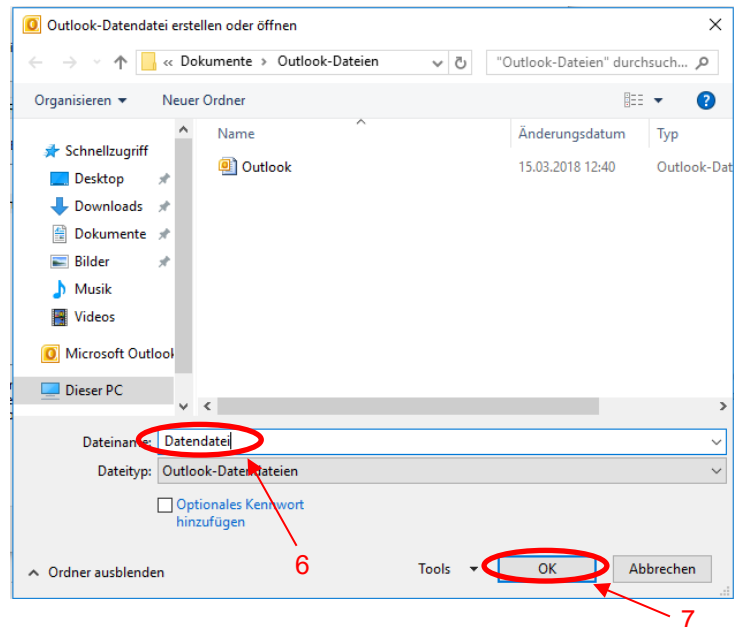 Outlook-Datendatei erstellen oder öffnen
« Dokumente › Outlook-Dateien
"Outlook-Dateien" durchsuch...
Organisieren Neuer Ordner
Name Änderungsdatum Typ
Outlook 15.03.2018 12:40 Outlook-Dat
Schnellzugriff
Desktop
Downloads
Dokumente
Bilder
Musik
Videos
Microsoft Outlook
Dieser PC
Dateiname: Datendatei
Dateityp: Outlook-Datendateien
Optionales Kennwort
hinzufügen
6
Ordner ausblenden Tools OK Abbrechen
7